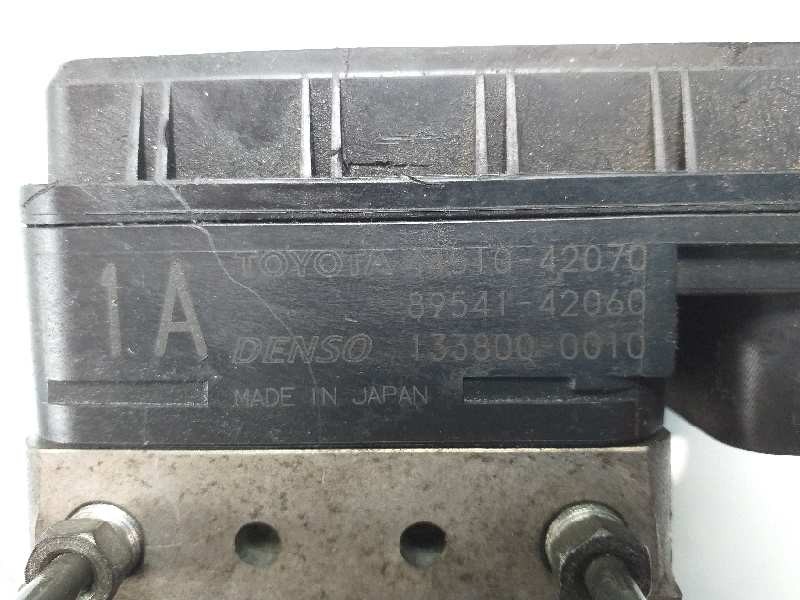 1A
TOYOTA 44510-42070
89541-42060
DENSO 133800-0010
MADE IN JAPAN